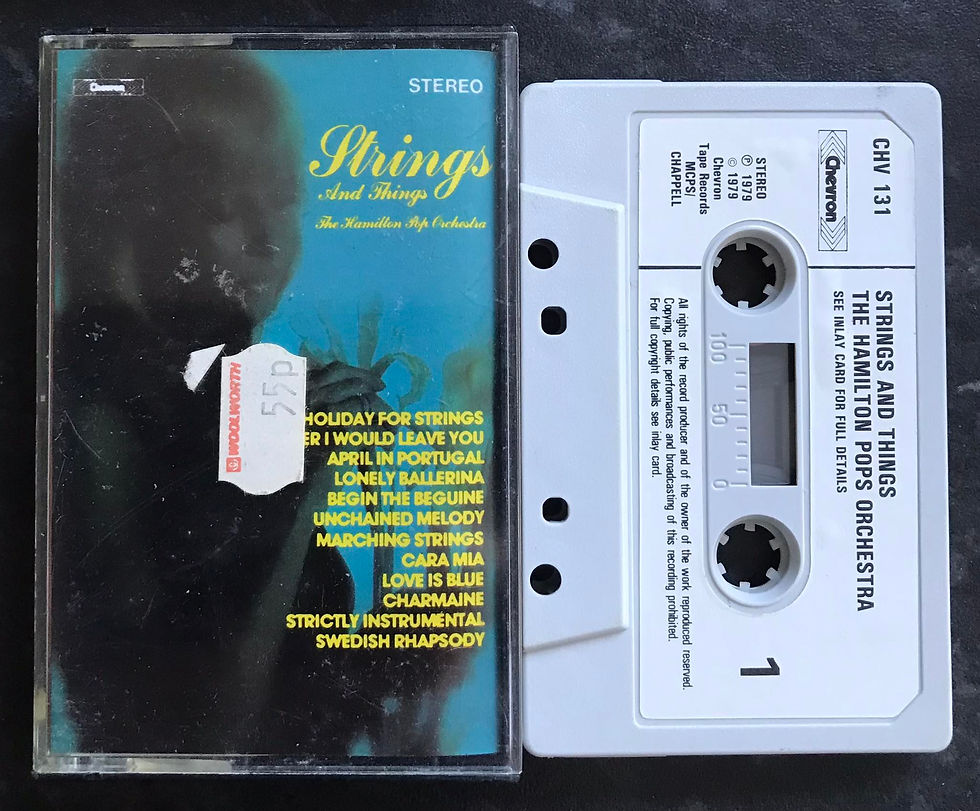 Chevron
STEREO
Strings
And Things
The Hamilton Pop Orchestra
55p
WOOLWORTH
HOLIDAY FOR STRINGS
ER I WOULD LEAVE YOU
APRIL IN PORTUGAL
LONELY BALLERINA
BEGIN THE BEGUINE
UNCHAINED MELODY
MARCHING STRINGS
CARA MIA
LOVE IS BLUE
CHARMAINE
STRICTLY INSTRUMENTAL
SWEDISH RHAPSODY
CHV 131
Chevron
STEREO
Ⓟ 1979
© 1979
Chevron
Tape Records
MCPS/
CHAPPELL
STRINGS AND THINGS
THE HAMILTON POPS ORCHESTRA
SEE INLAY CARD FOR FULL DETAILS
100 50 0
1
All rights of the record producer and of the owner of the work reproduced reserved.
Copying, public performances and broadcasting of this recording prohibited.
For full copyright details see inlay card.